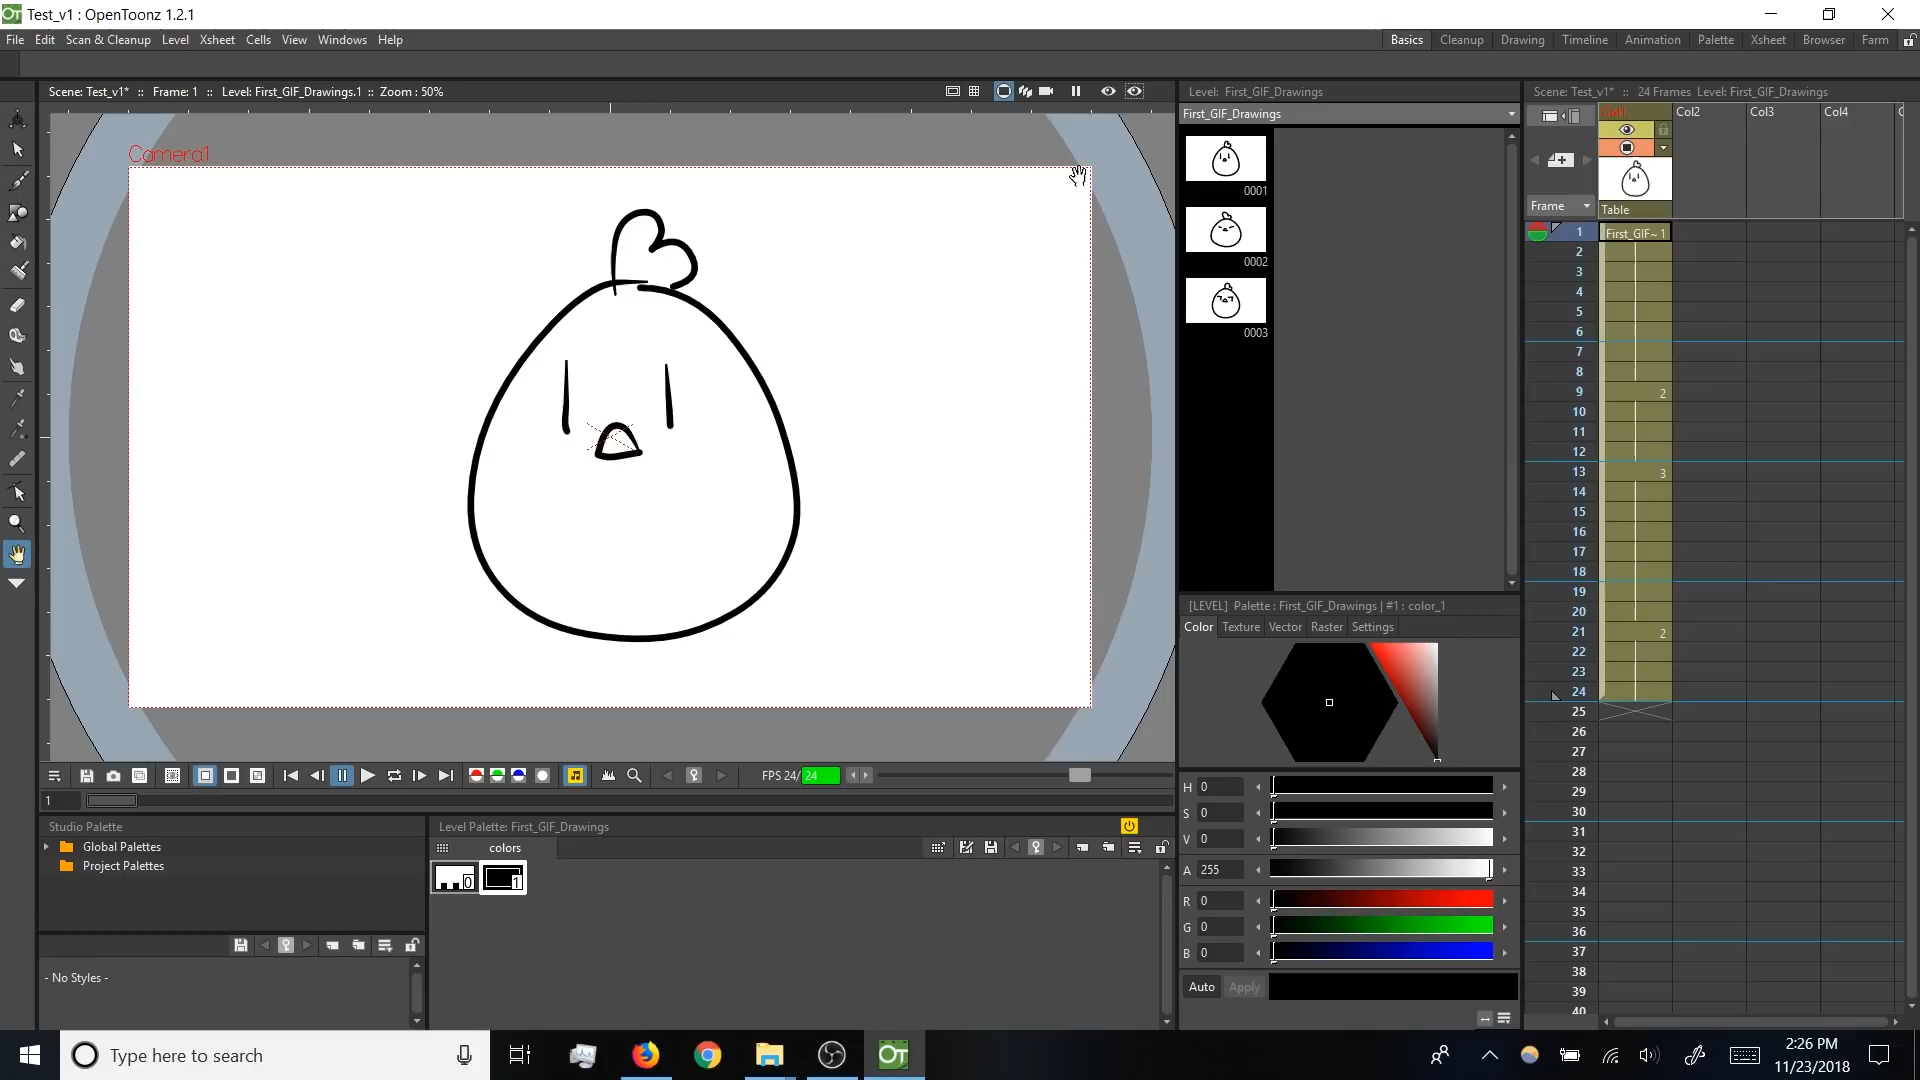 Test_v1 : OpenToonz 1.2.1
File Edit Scan & Cleanup Level Xsheet Cells View Windows Help
Basics Cleanup Drawing Timeline Animation Palette Xsheet Browser Farm
Scene: Test_v1* :: Frame: 1 :: Level: First_GIF_Drawings.1 :: Zoom : 50%
Camera1
Level: First_GIF_Drawings
First_GIF_Drawings
0001
0002
0003
Scene: Test_v1* :: 24 Frames Level: First_GIF_Drawings
Col2 Col3 Col4
Frame
Table
1 First_GIF~ 1
2
3
4
5
6
7
8
9 2
10
11
12
13 3
14
15
16
17
18
19
20
21 2
22
23
24
25
26
27
28
29
30
31
32
33
34
35
36
37
38
39
40
[LEVEL] Palette : First_GIF_Drawings | #1 : color_1
Color Texture Vector Raster Settings
H 0
S 0
V 0
A 255
R 0
G 0
B 0
Auto Apply
FPS 24/24
1
Studio Palette
Global Palettes
Project Palettes
- No Styles -
Level Palette: First_GIF_Drawings
colors
0 1
Type here to search
OT
2:26 PM
11/23/2018